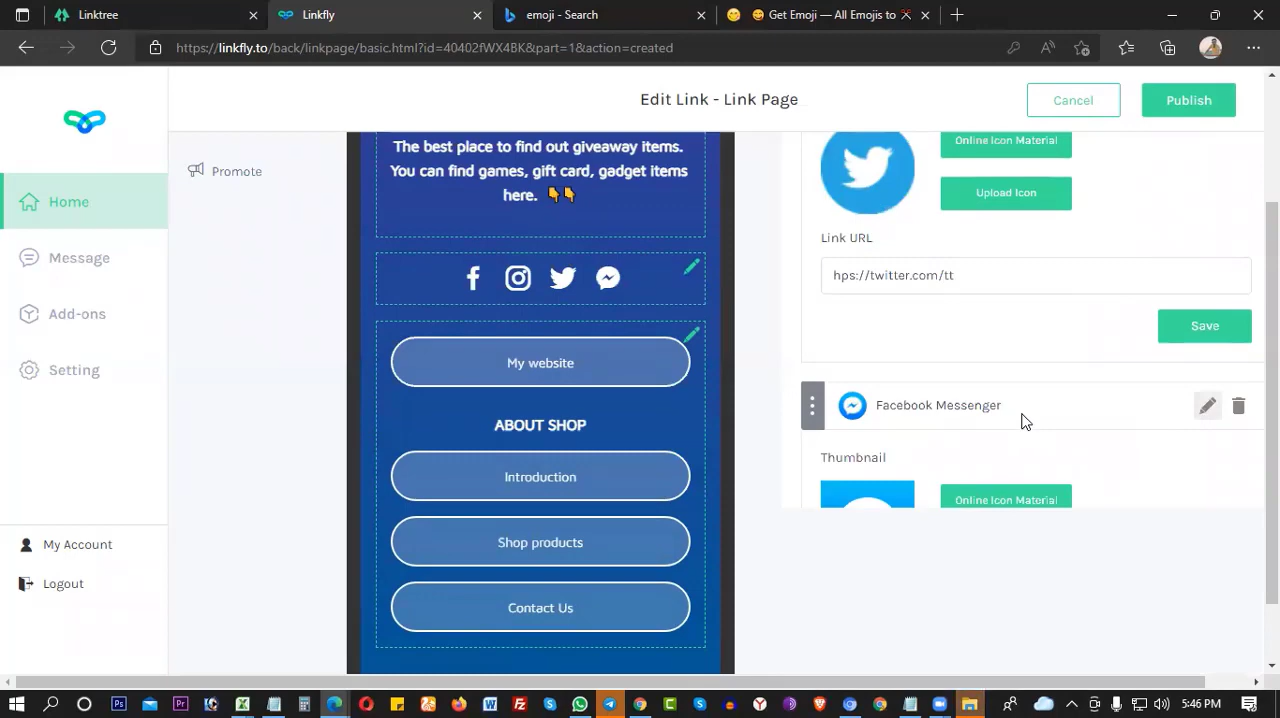 Linktree
Linkfly
emoji - Search
Get Emoji — All Emojis to
https://linkfly.to/back/linkpage/basic.html?id=40402fWX4BK&part=1&action=created
Edit Link - Link Page
Cancel
Publish
Promote
Home
Message
Add-ons
Setting
My Account
Logout
The best place to find out giveaway items.
You can find games, gift card, gadget items
here. 👇👇
My website
ABOUT SHOP
Introduction
Shop products
Contact Us
Online Icon Material
Upload Icon
Link URL
hps://twitter.com/tt
Save
Facebook Messenger
Thumbnail
Online Icon Material
5:46 PM